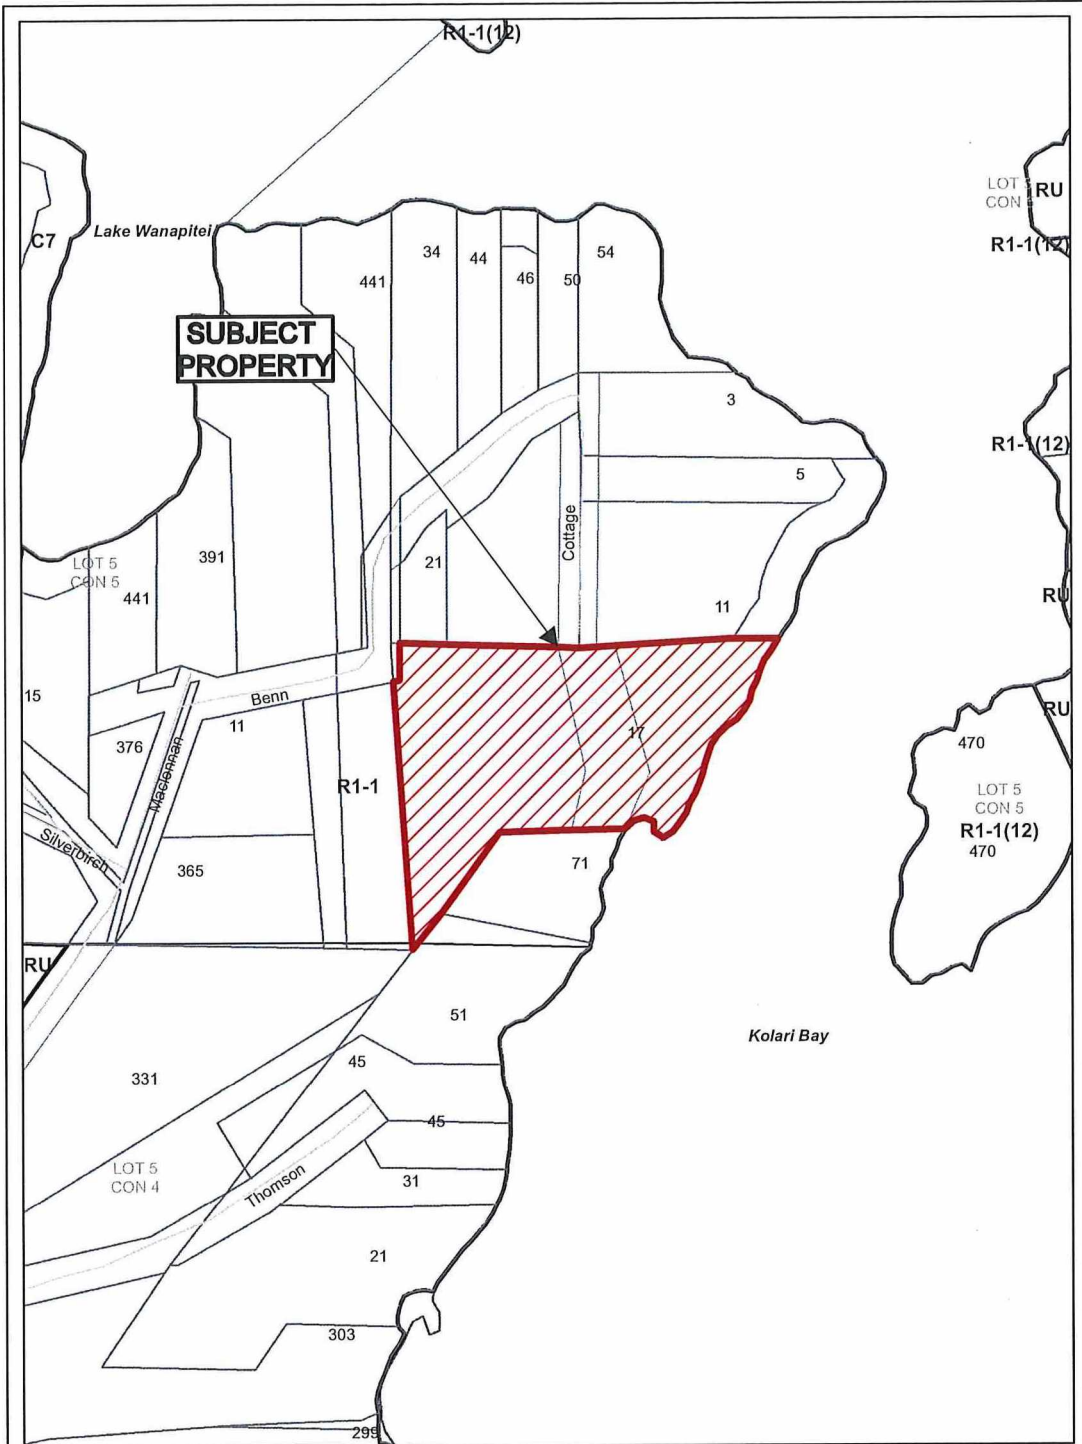 R1-1(12)
LOT
CON
RU
C7
Lake Wanapitei
R1-1(12)
34
44
54
441
46
50
SUBJECT
PROPERTY
3
R1-1(12)
5
Cottage
391
21
LOT 5
CON 5
441
RU
11
15
Benn
RU
11
17
376
470
Maclennan
R1-1
LOT 5
CON 5
R1-1(12)
Silverbirch
470
71
365
RU
51
Kolari Bay
45
331
45
LOT 5
CON 4
31
Thomson
21
303
299